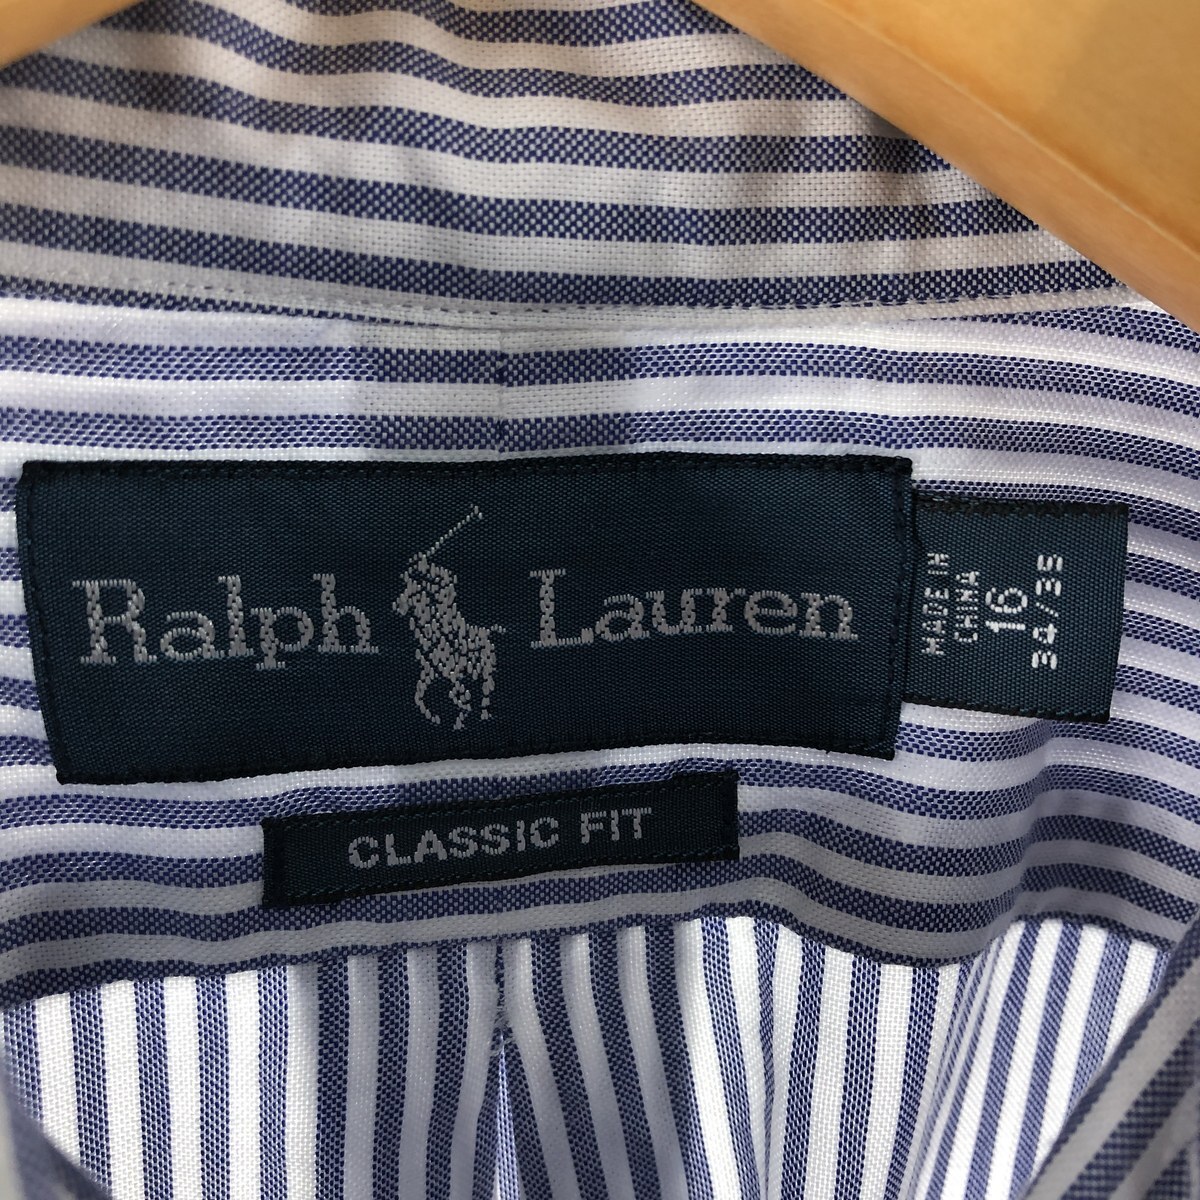 Ralph Lauren
MADE IN
CHINA
16
34/35
CLASSIC FIT